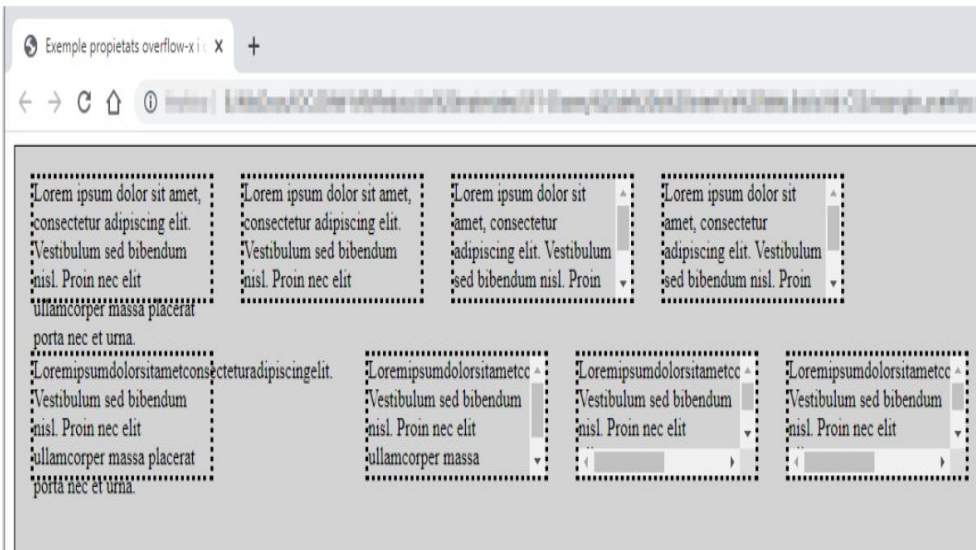 Exemple propietats overflow-x i
Lorem ipsum dolor sit amet,
consectetur adipiscing elit.
Vestibulum sed bibendum
nisl. Proin nec elit
ullamcorper massa placerat
porta nec et urna.
Lorem ipsum dolor sit amet,
consectetur adipiscing elit.
Vestibulum sed bibendum
nisl. Proin nec elit
Lorem ipsum dolor sit
amet, consectetur
adipiscing elit. Vestibulum
sed bibendum nisl. Proin
Lorem ipsum dolor sit
amet, consectetur
adipiscing elit. Vestibulum
sed bibendum nisl. Proin
Loremipsumdolorsitametconsecteturadipiscingelit.
Vestibulum sed bibendum
nisl. Proin nec elit
ullamcorper massa placerat
porta nec et urna.
Loremipsumdolorsitametcc
Vestibulum sed bibendum
nisl. Proin nec elit
ullamcorper massa
Loremipsumdolorsitametcc
Vestibulum sed bibendum
nisl. Proin nec elit
Loremipsumdolorsitametcc
Vestibulum sed bibendum
nisl. Proin nec elit